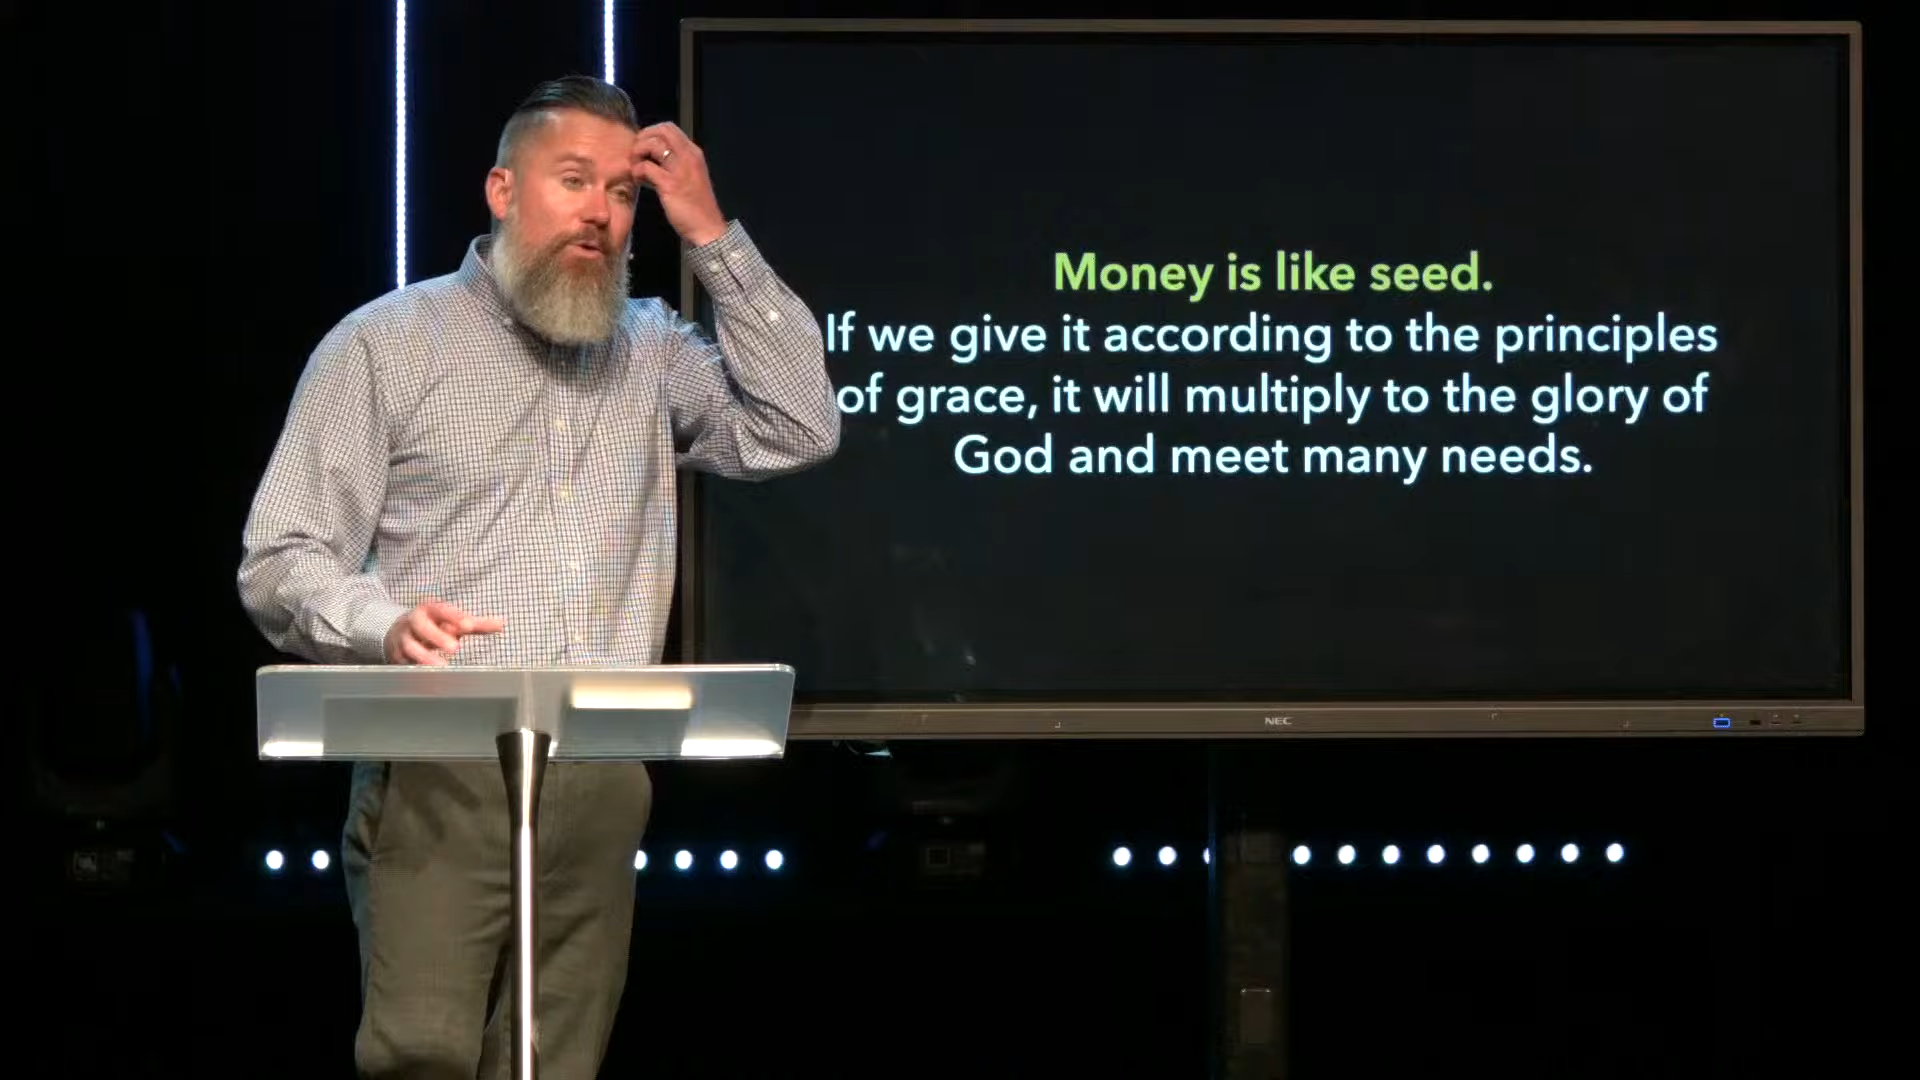 Money is like seed.
If we give it according to the principles
of grace, it will multiply to the glory of
God and meet many needs.
NEC